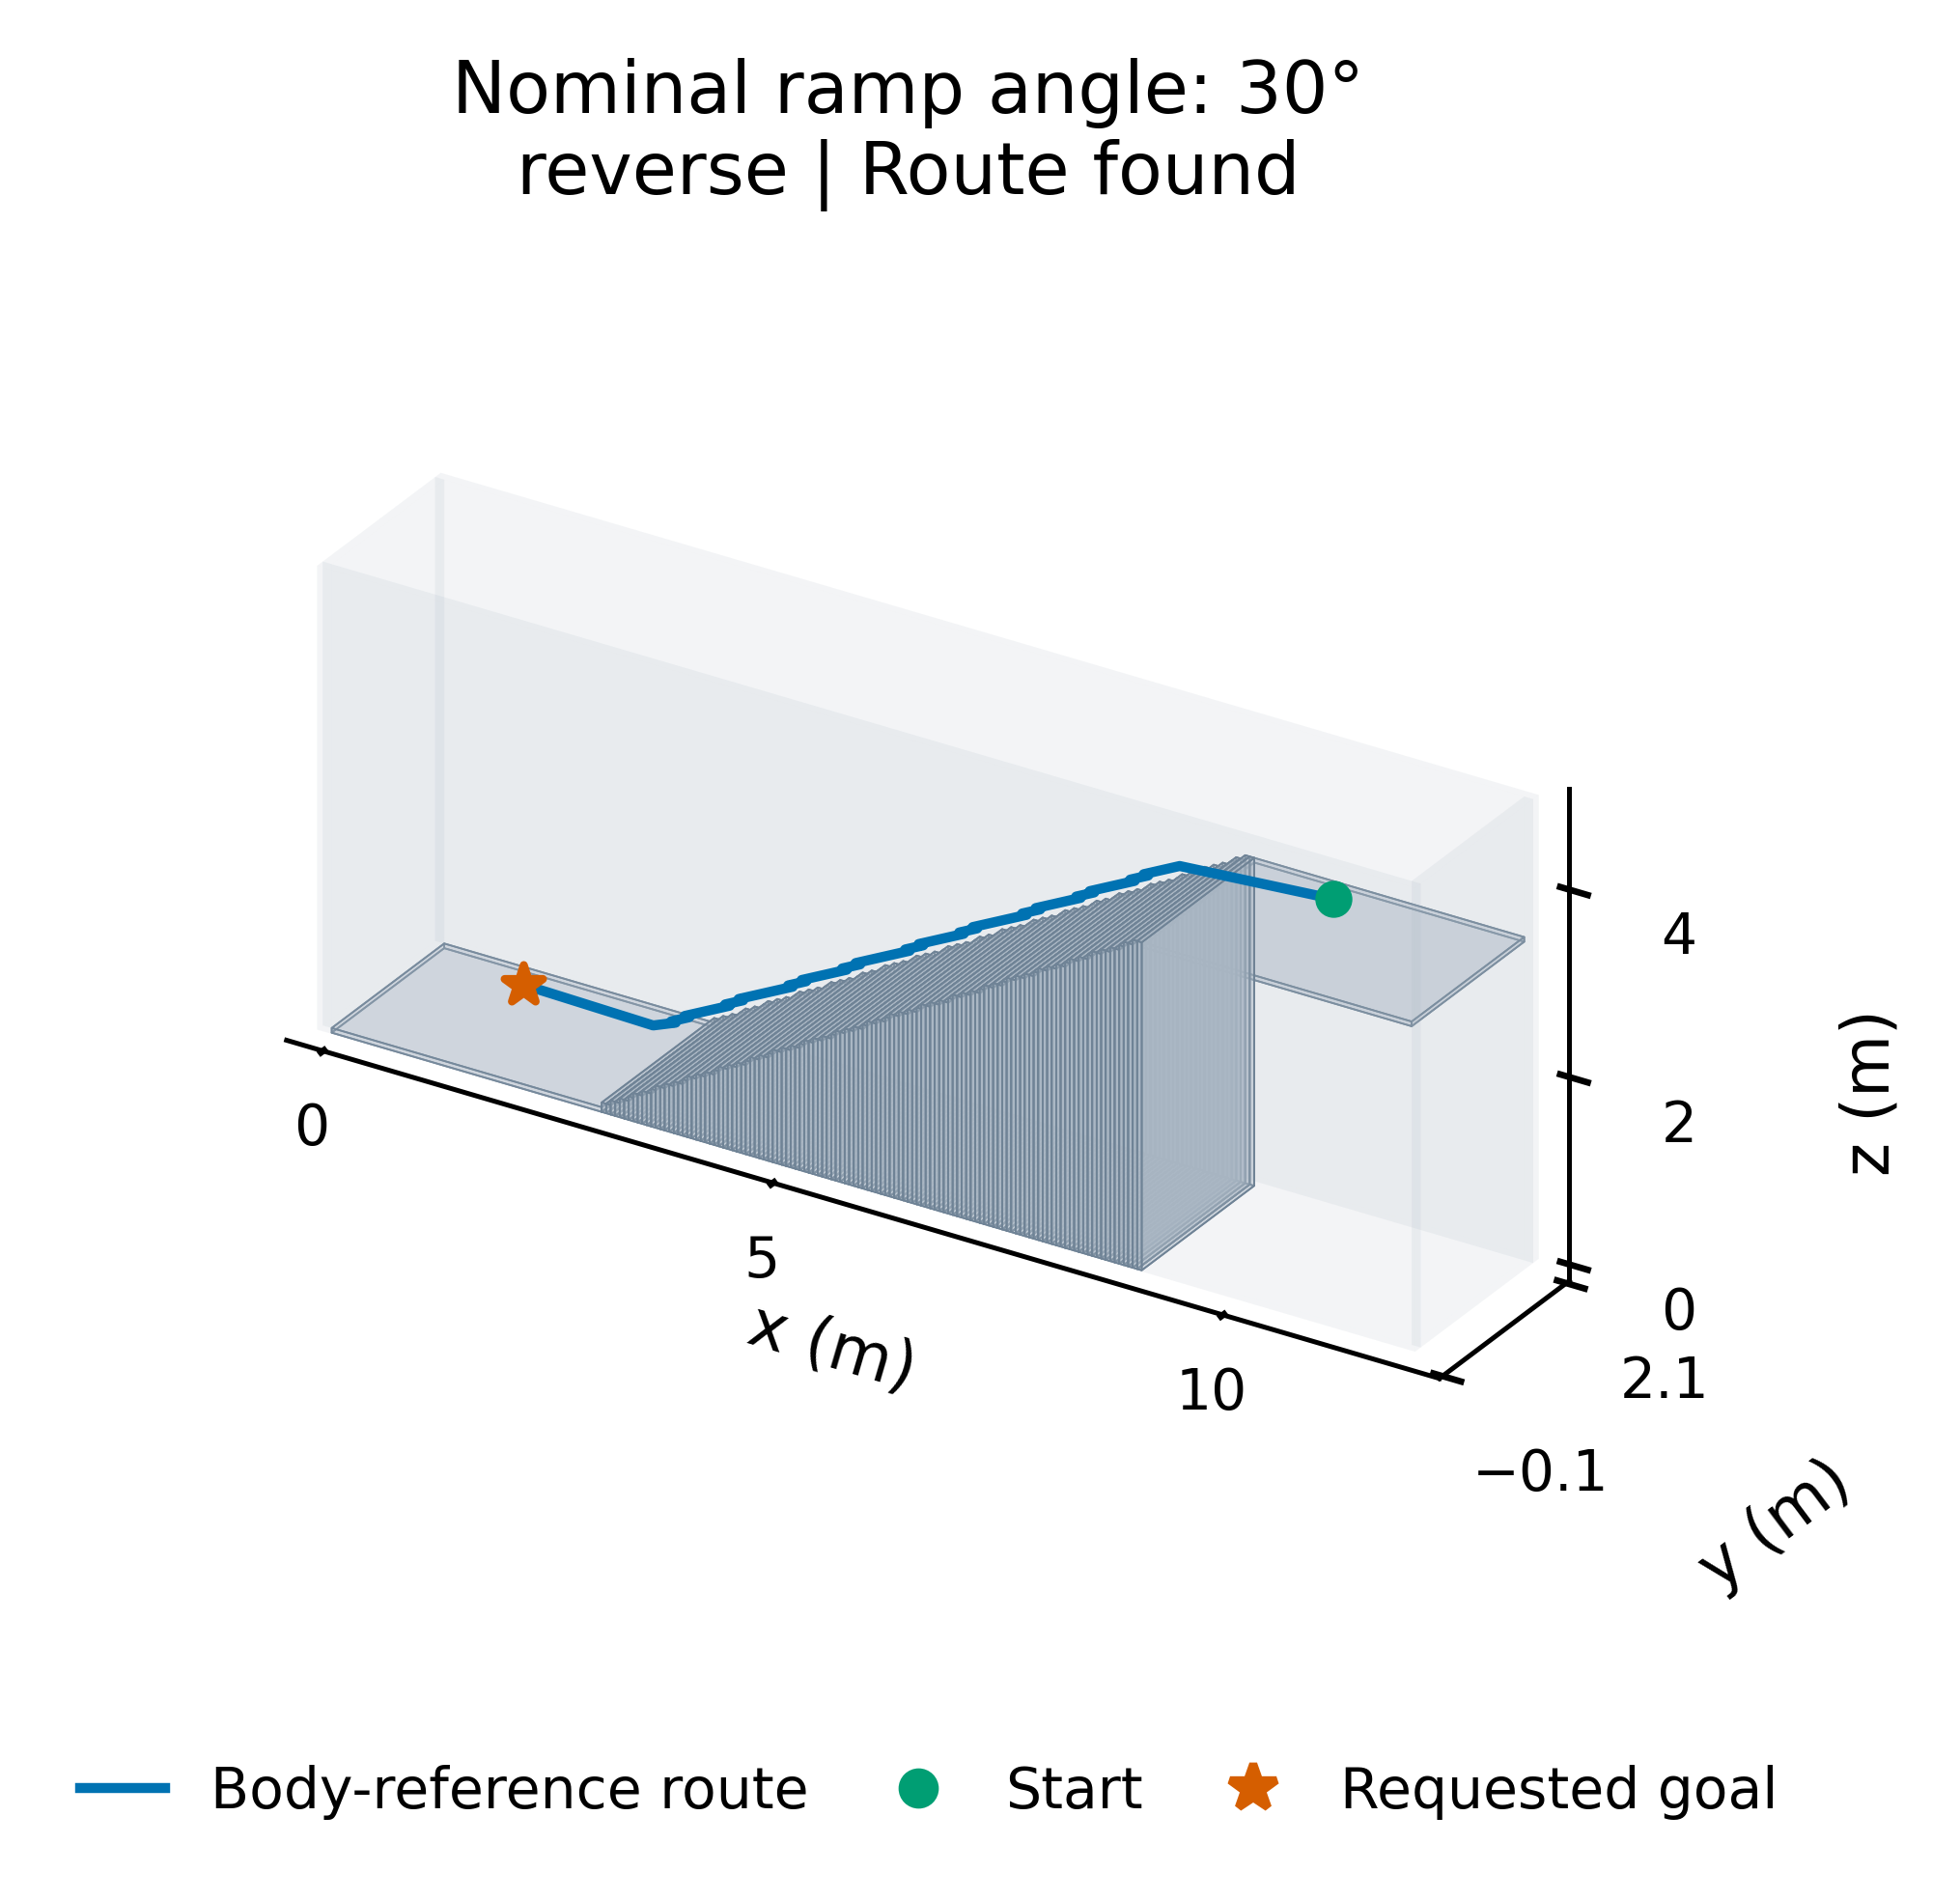 Nominal ramp angle: 30°
reverse | Route found
4
2
0
2.1
−0.1
0
5
10
x (m)
y (m)
z (m)
Body-reference route
Start
Requested goal